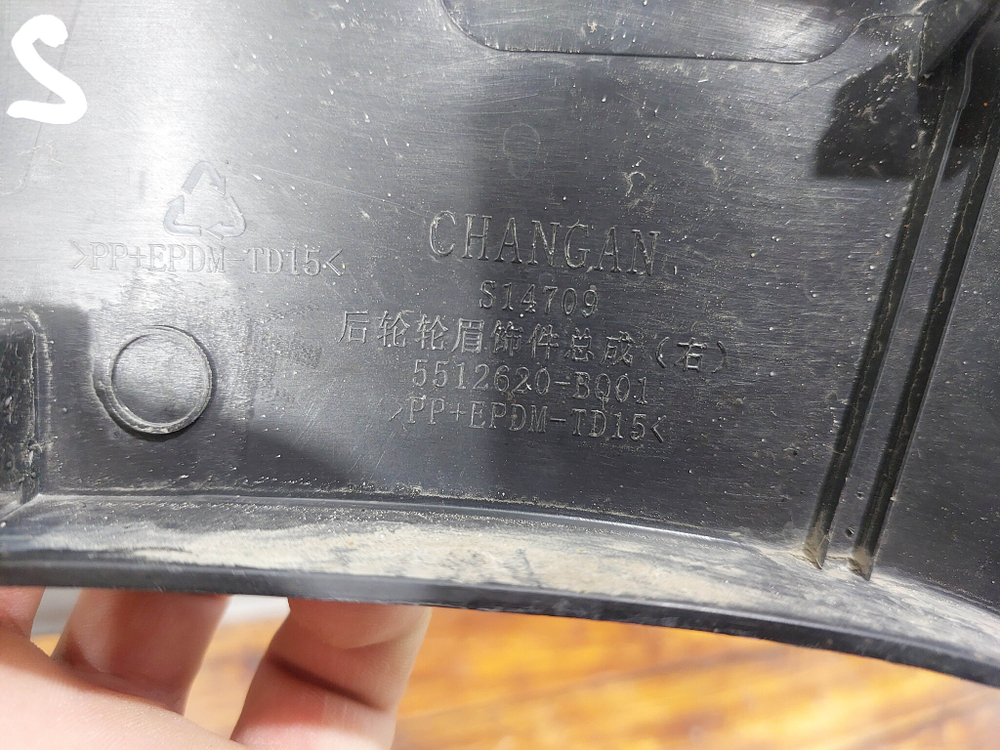 S
>PP+EPDM-TD15<
CHANGAN
S14709
后轮轮眉饰件总成（右）
5512620-BQ01
>PP+EPDM-TD15<